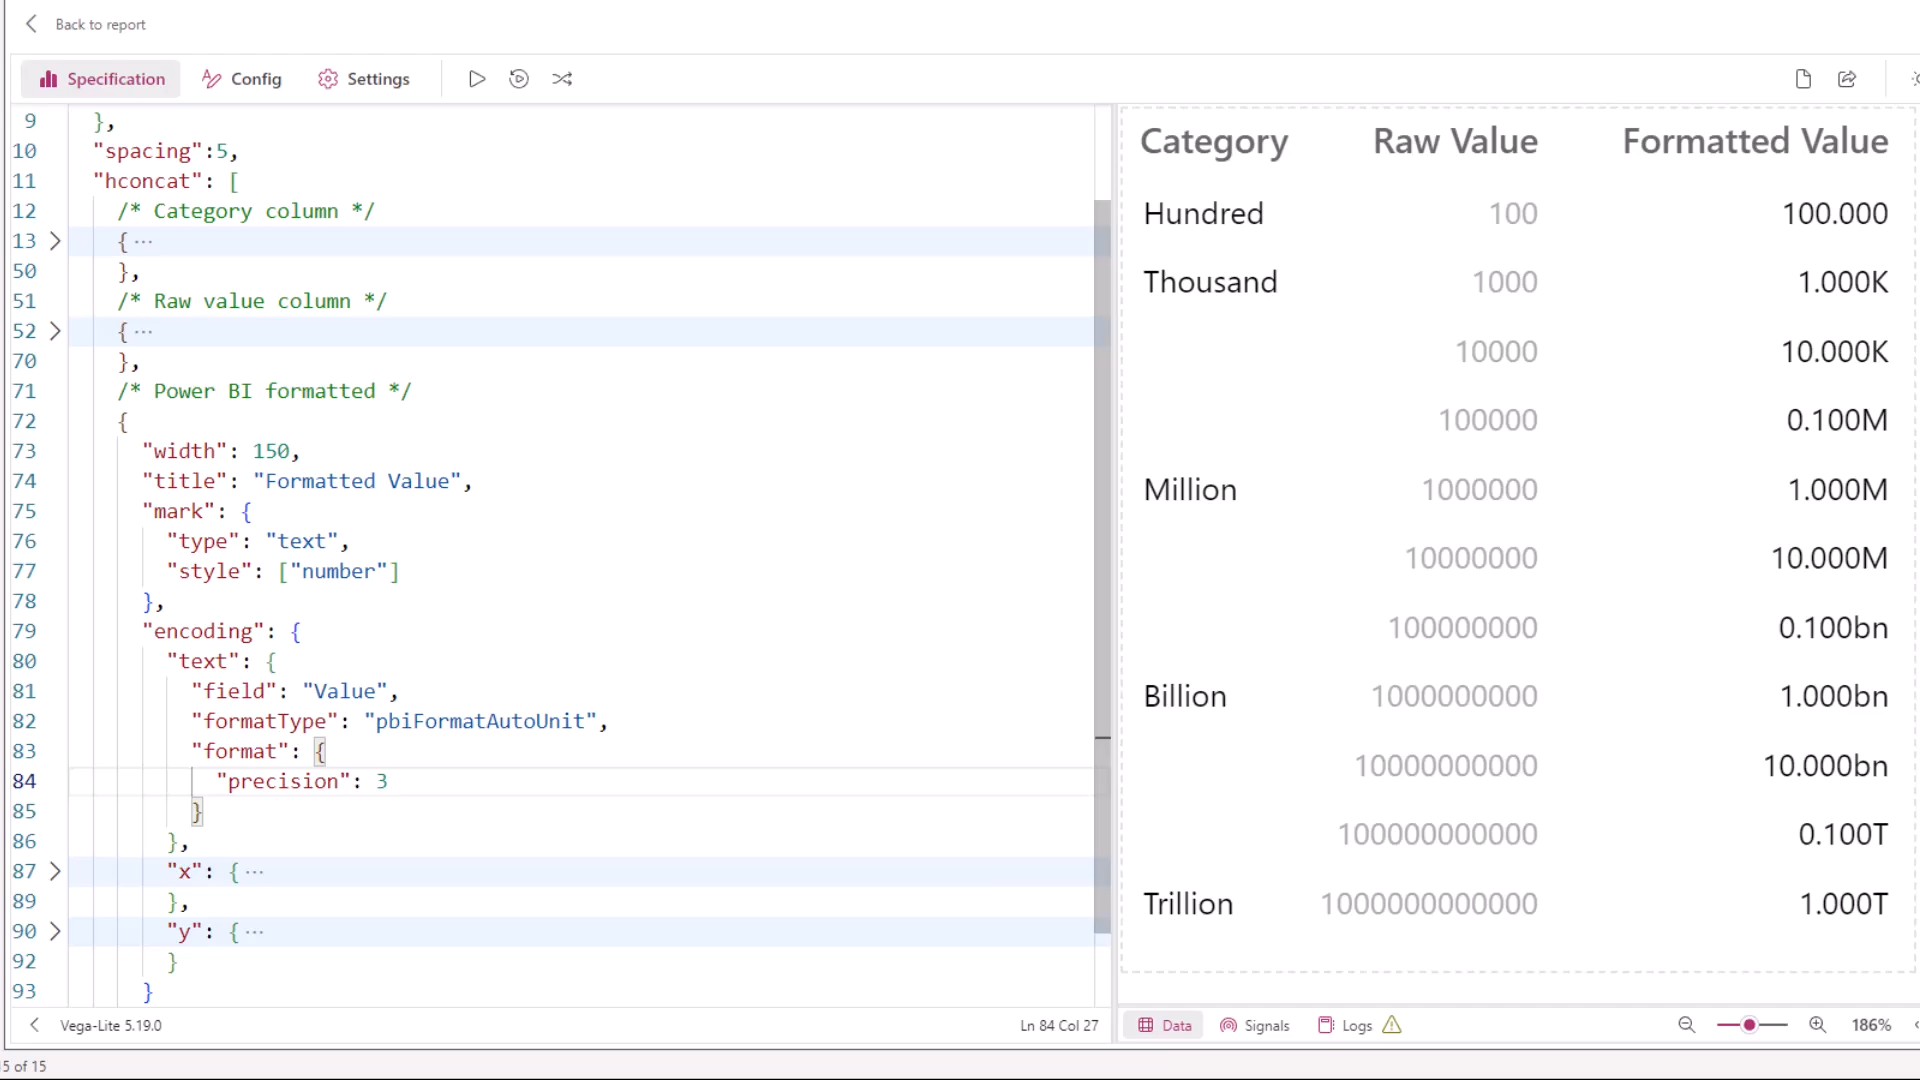 Back to report
Specification Config Settings
9 },
10 "spacing":5,
11 "hconcat": [
12 /* Category column */
13 { ···
50 },
51 /* Raw value column */
52 { ···
70 },
71 /* Power BI formatted */
72 {
73 "width": 150,
74 "title": "Formatted Value",
75 "mark": {
76 "type": "text",
77 "style": ["number"]
78 },
79 "encoding": {
80 "text": {
81 "field": "Value",
82 "formatType": "pbiFormatAutoUnit",
83 "format": {
84 "precision": 3
85 }
86 },
87 "x": { ···
89 },
90 "y": { ···
92 }
93 }
Category Raw Value Formatted Value
Hundred 100 100.000
Thousand 1000 1.000K
10000 10.000K
100000 0.100M
Million 1000000 1.000M
10000000 10.000M
100000000 0.100bn
Billion 1000000000 1.000bn
10000000000 10.000bn
100000000000 0.100T
Trillion 1000000000000 1.000T
Vega-Lite 5.19.0 Ln 84 Col 27
Data Signals Logs 186%
15 of 15